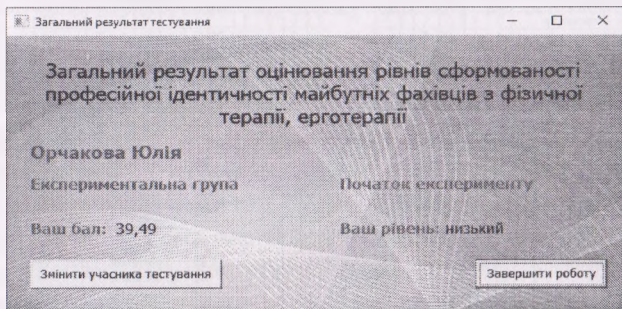 Загальний результат тестування
Загальний результат оцінювання рівнів сформованості
професійної ідентичності майбутніх фахівців з фізичної
терапії, ерготерапії
Орчакова Юлія
Експериментальна група
Початок експерименту
Ваш бал: 39,49
Ваш рівень: низький
Змінити учасника тестування
Завершити роботу